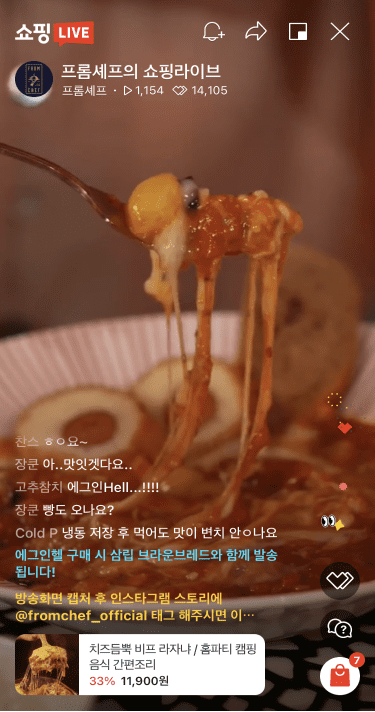 쇼핑 LIVE
프롬셰프의 쇼핑라이브
프롬셰프 · 1,154 14,105
찬스 ㅎㅇ요~
장쿤 아..맛잇겟다요..
고추참치 에그인Hell...!!!!
장쿤 빵도 오나요?
Cold P 냉동 저장 후 먹어도 맛이 변치 안ㅇ나요
에그인헬 구매 시 삼립 브라운브레드와 함께 발송
됩니다!
방송화면 캡처 후 인스타그램 스토리에
@fromchef_official 태그 해주시면 이…
치즈듬뿍 비프 라자냐 / 홈파티 캠핑
음식 간편조리
33% 11,900원
7